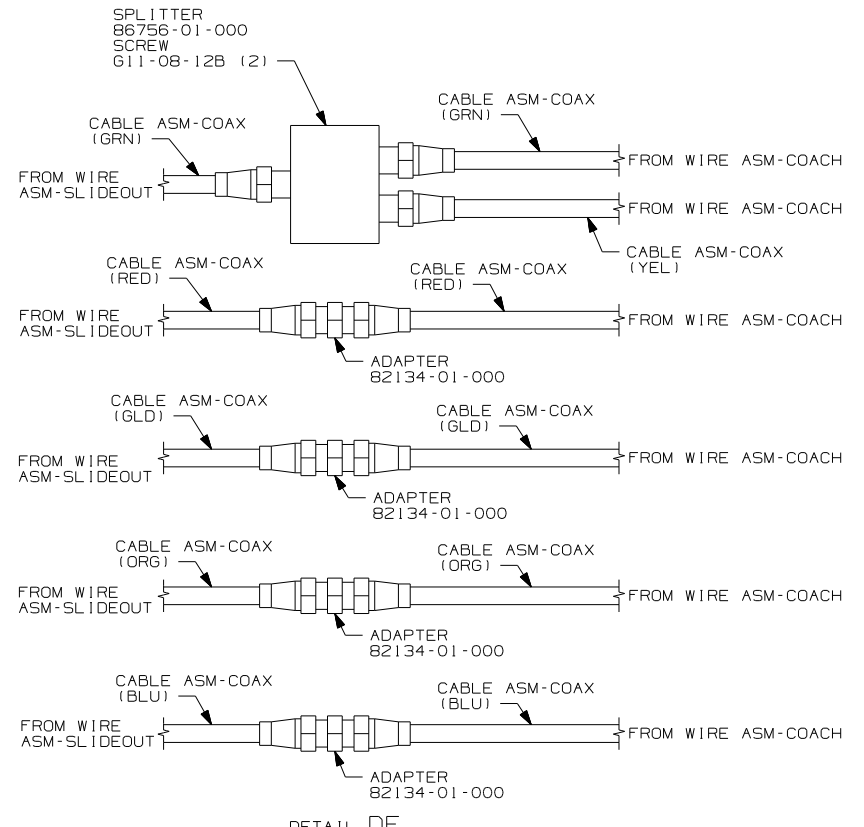 SPLITTER
86756-01-000
SCREW
G11-08-12B (2)
CABLE ASM-COAX
(GRN)
CABLE ASM-COAX
(GRN)
FROM WIRE
ASM-SLIDEOUT
FROM WIRE ASM-COACH
FROM WIRE ASM-COACH
CABLE ASM-COAX
(YEL)
CABLE ASM-COAX
(RED)
CABLE ASM-COAX
(RED)
FROM WIRE
ASM-SLIDEOUT
FROM WIRE ASM-COACH
ADAPTER
82134-01-000
CABLE ASM-COAX
(GLD)
CABLE ASM-COAX
(GLD)
FROM WIRE
ASM-SLIDEOUT
FROM WIRE ASM-COACH
ADAPTER
82134-01-000
CABLE ASM-COAX
(ORG)
CABLE ASM-COAX
(ORG)
FROM WIRE
ASM-SLIDEOUT
FROM WIRE ASM-COACH
ADAPTER
82134-01-000
CABLE ASM-COAX
(BLU)
CABLE ASM-COAX
(BLU)
FROM WIRE
ASM-SLIDEOUT
FROM WIRE ASM-COACH
ADAPTER
82134-01-000
DETAIL